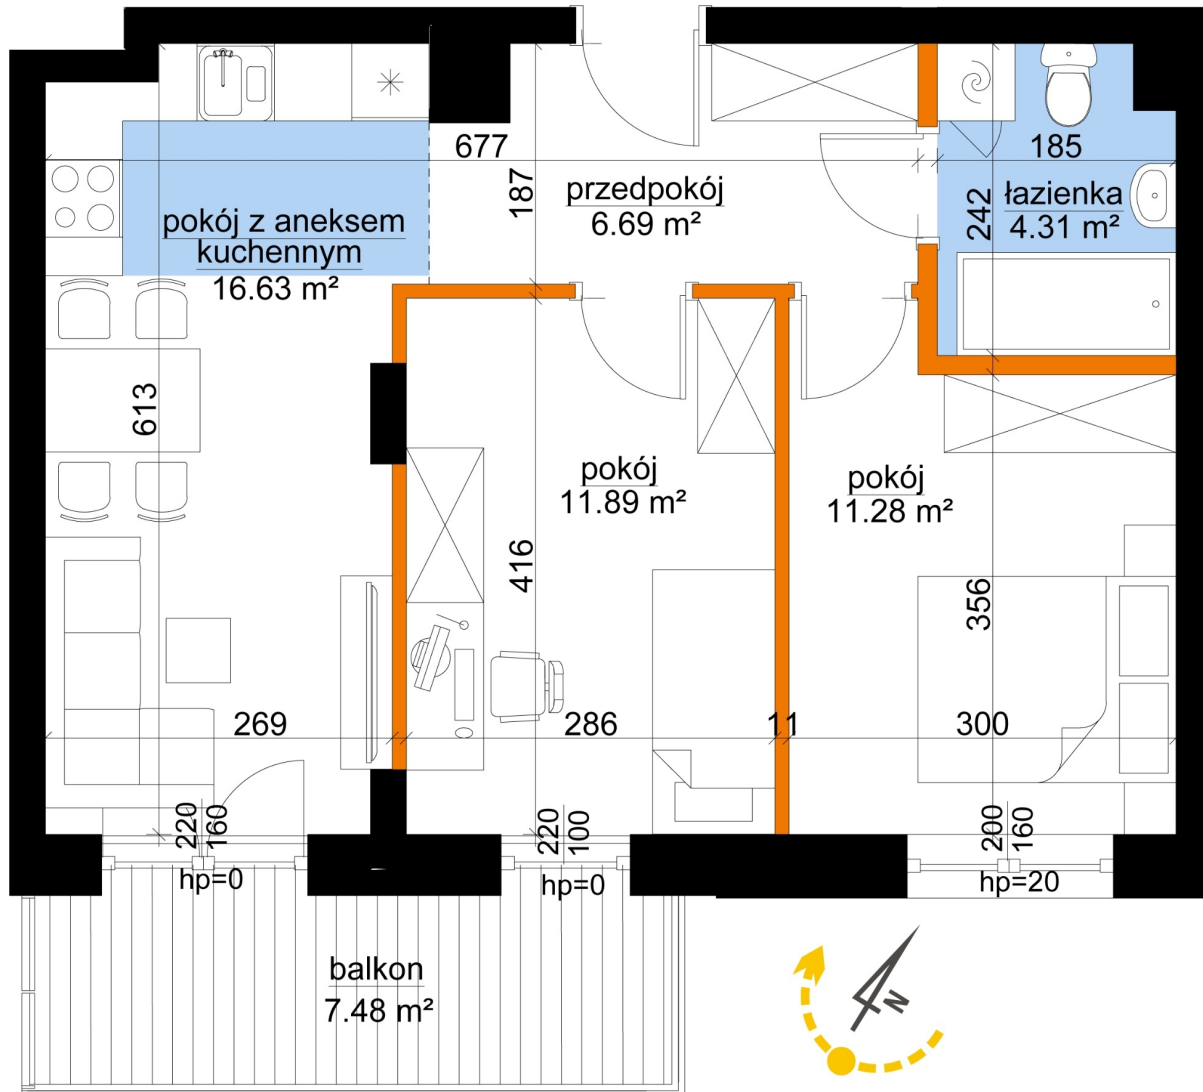 677
185
187
przedpokój
6.69 m²
242
łazienka
4.31 m²
pokój z aneksem
kuchennym
16.63 m²
613
pokój
11.89 m²
pokój
11.28 m²
416
356
269
286
11
300
220
160
220
100
200
160
hp=0
hp=0
hp=20
balkon
7.48 m²
N